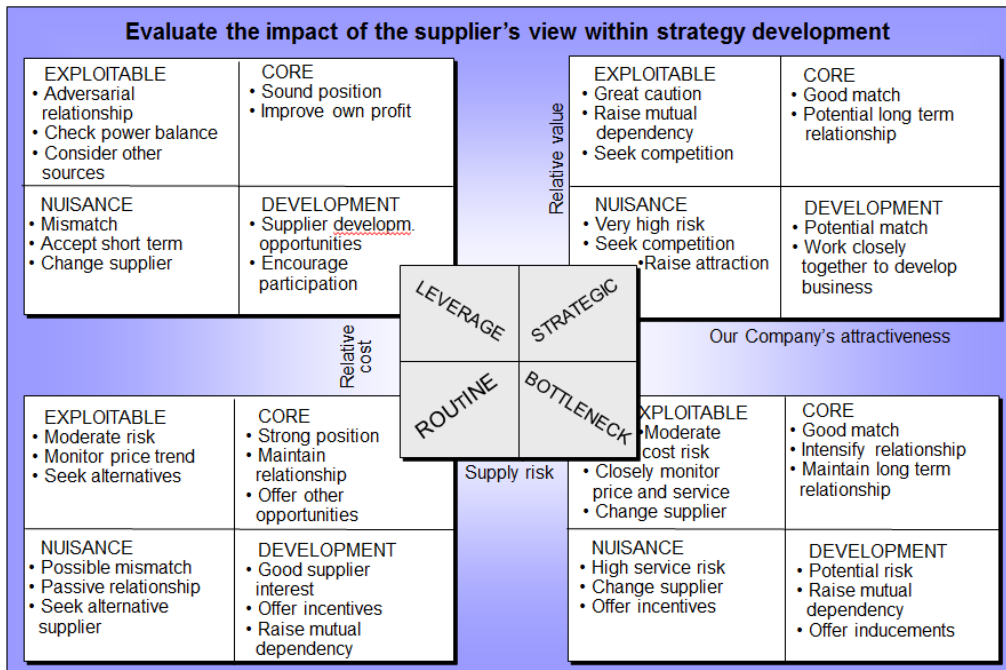 Evaluate the impact of the supplier's view within strategy development
EXPLOITABLE
• Adversarial
relationship
• Check power balance
• Consider other
sources
CORE
• Sound position
• Improve own profit
NUISANCE
• Mismatch
• Accept short term
• Change supplier
DEVELOPMENT
• Supplier developm.
opportunities
• Encourage
participation
Relative value
EXPLOITABLE
• Great caution
• Raise mutual
dependency
• Seek competition
CORE
• Good match
• Potential long term
relationship
NUISANCE
• Very high risk
• Seek competition
•Raise attraction
DEVELOPMENT
• Potential match
• Work closely
together to develop
business
LEVERAGE
STRATEGIC
ROUTINE
BOTTLENECK
Relative
cost
Our Company's attractiveness
Supply risk
EXPLOITABLE
• Moderate risk
• Monitor price trend
• Seek alternatives
CORE
• Strong position
• Maintain
relationship
• Offer other
opportunities
NUISANCE
• Possible mismatch
• Passive relationship
• Seek alternative
supplier
DEVELOPMENT
• Good supplier
interest
• Offer incentives
• Raise mutual
dependency
EXPLOITABLE
•Moderate
cost risk
• Closely monitor
price and service
• Change supplier
CORE
• Good match
• Intensify relationship
• Maintain long term
relationship
NUISANCE
• High service risk
• Change supplier
• Offer incentives
DEVELOPMENT
• Potential risk
• Raise mutual
dependency
• Offer inducements